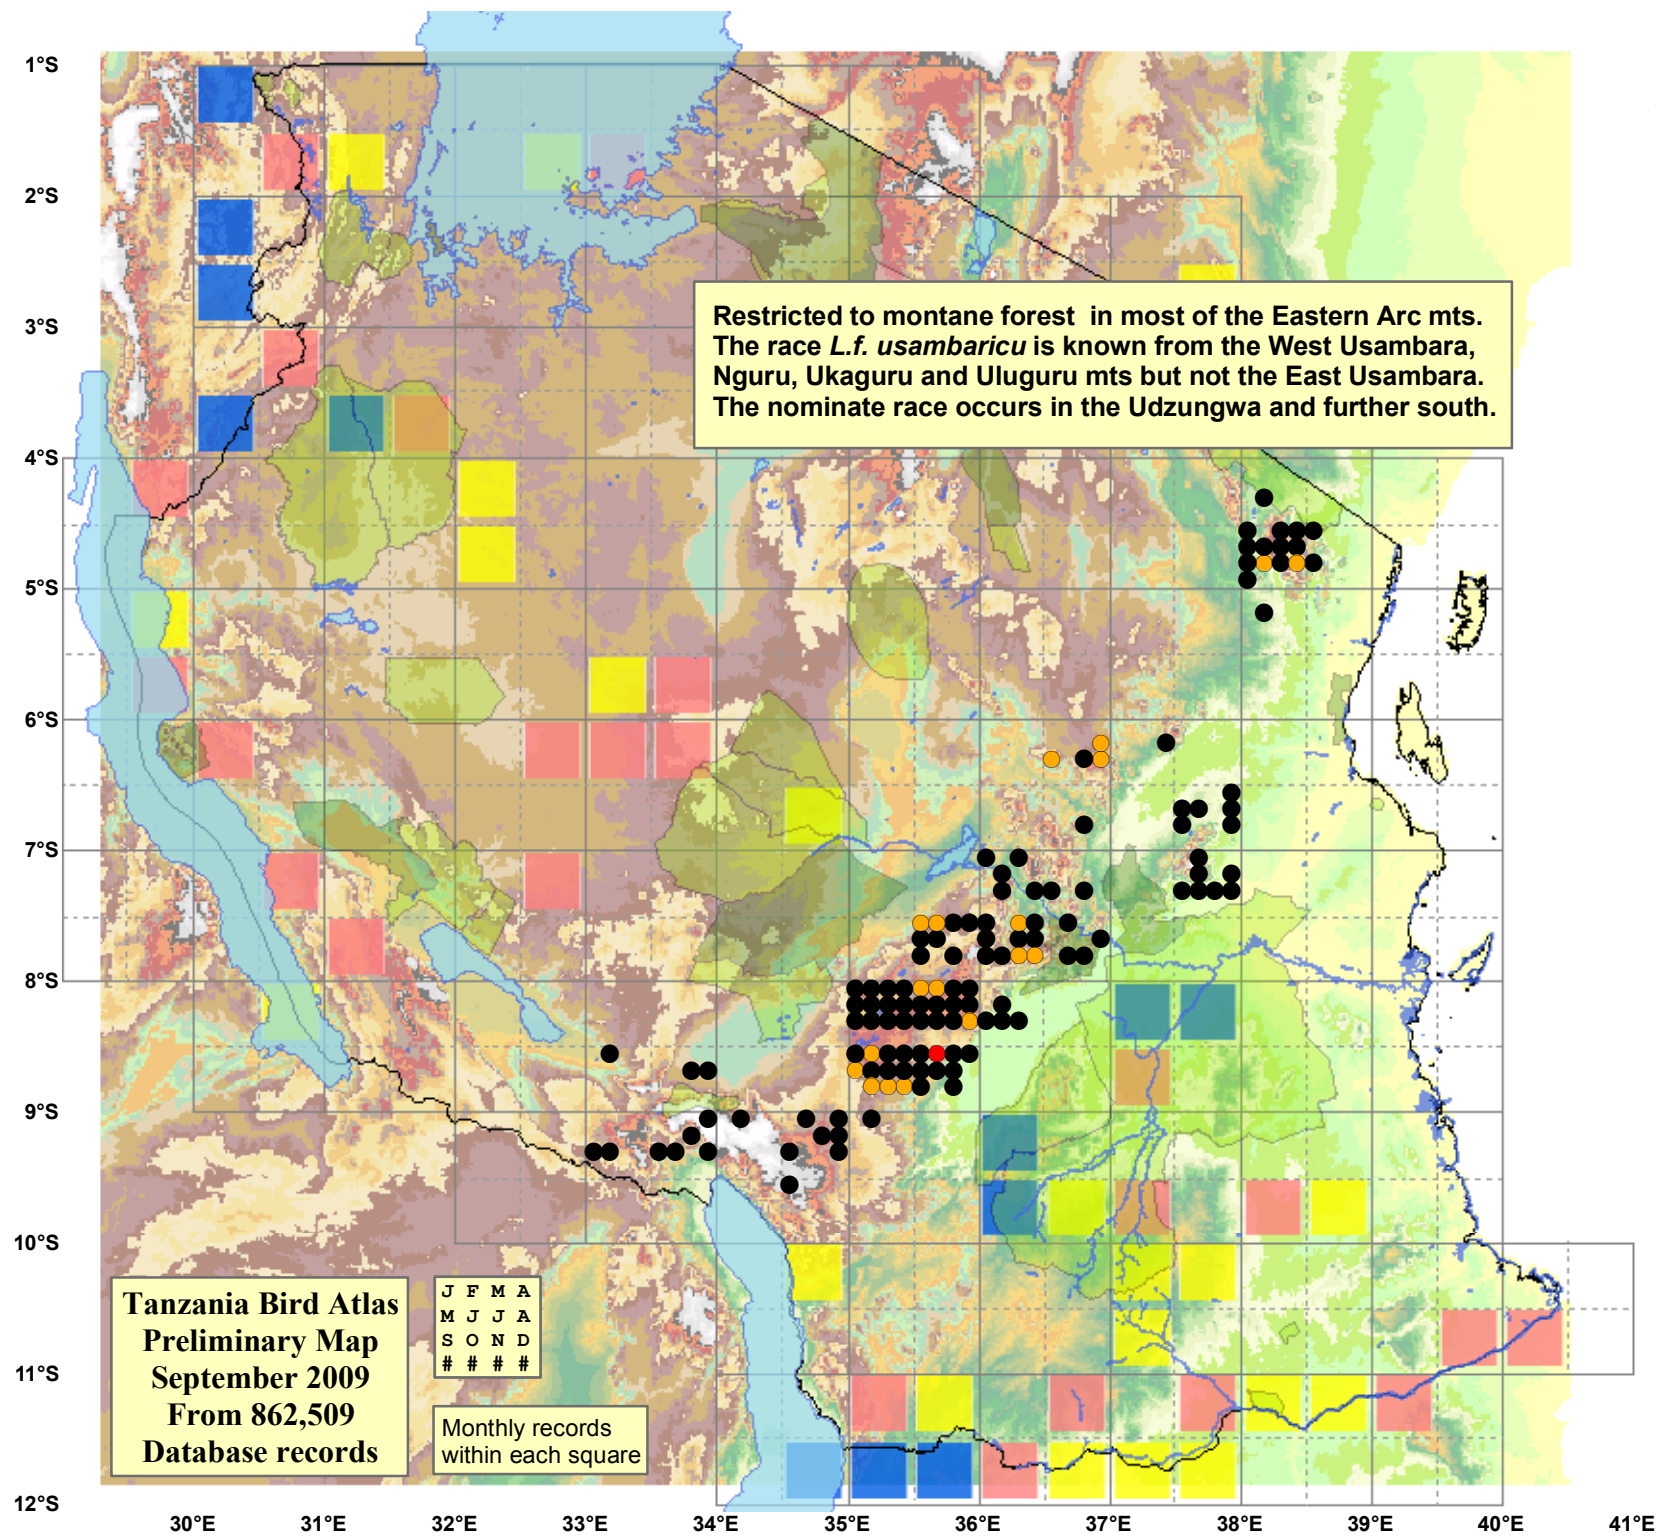 1°S
2°S
3°S
4°S
5°S
6°S
7°S
8°S
9°S
10°S
11°S
12°S
Restricted to montane forest in most of the Eastern Arc mts.
The race L.f. usambaricu is known from the West Usambara,
Nguru, Ukaguru and Uluguru mts but not the East Usambara.
The nominate race occurs in the Udzungwa and further south.
Tanzania Bird Atlas
Preliminary Map
September 2009
From 862,509
Database records
J F M A
M J J A
S O N D
# # # #
Monthly records
within each square
30°E 31°E 32°E 33°E 34°E 35°E 36°E 37°E 38°E 39°E 40°E 41°E